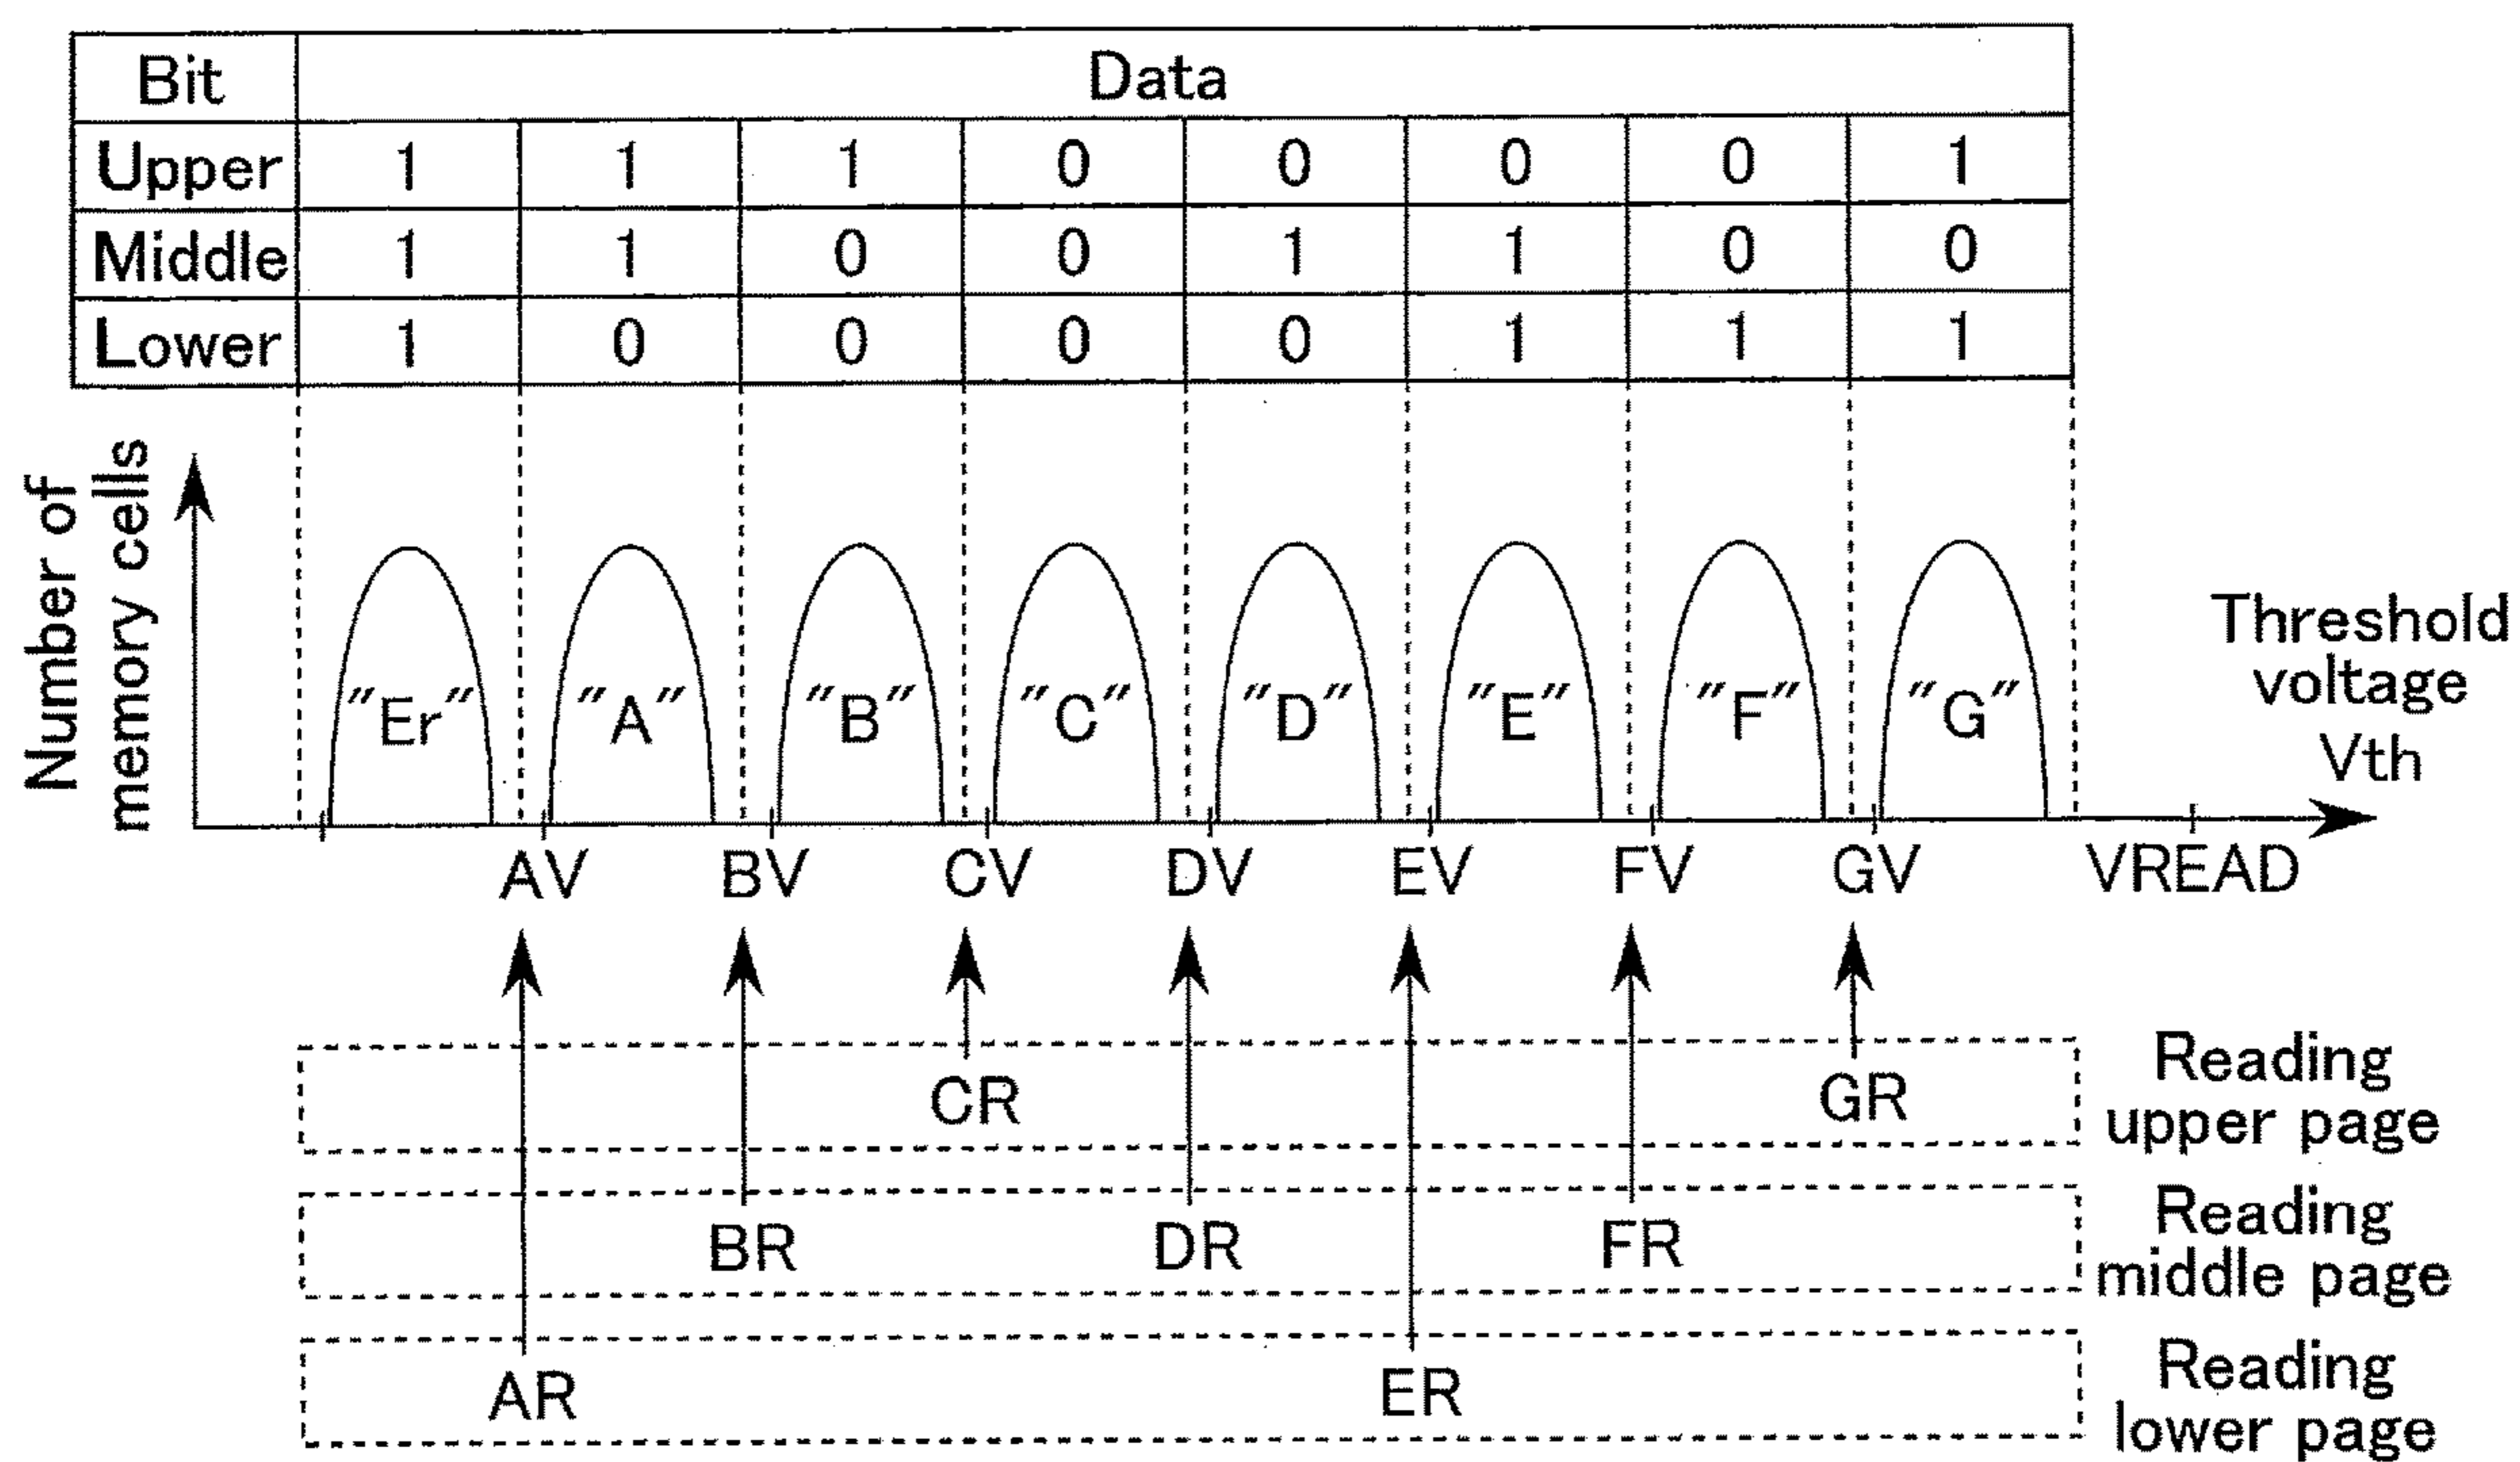 Bit Data
Upper 1 1 1 0 0 0 0 1
Middle 1 1 0 0 1 1 0 0
Lower 1 0 0 0 0 1 1 1
Number of
memory cells
"Er" "A" "B" "C" "D" "E" "F" "G"
Threshold
voltage
Vth
AV BV CV DV EV FV GV VREAD
CR GR
Reading
upper page
BR DR FR
Reading
middle page
AR ER
Reading
lower page